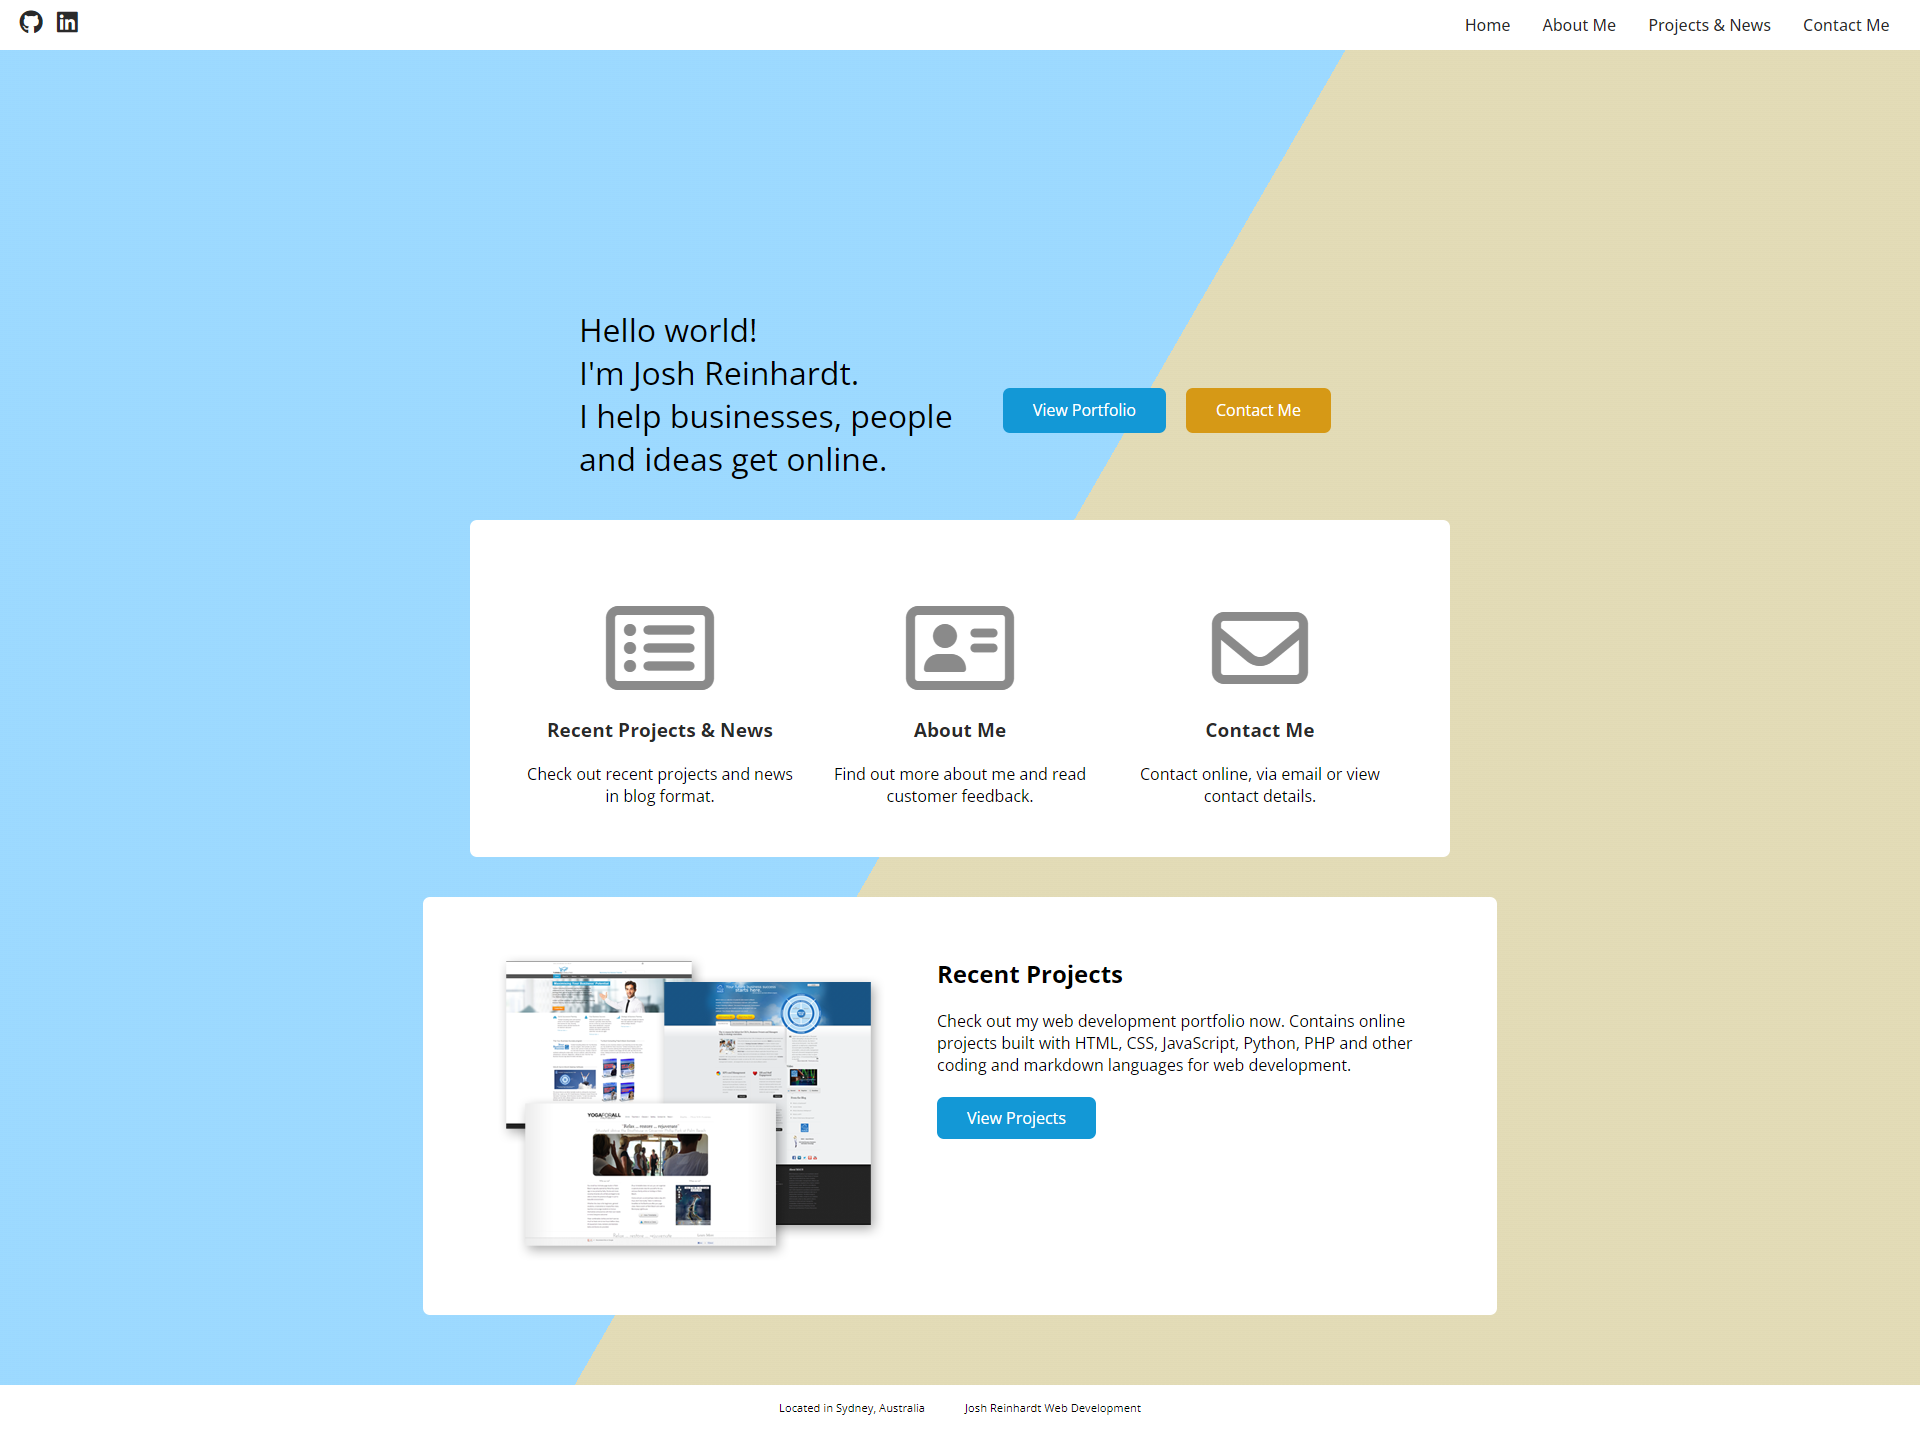 Home About Me Projects & News Contact Me
Hello world!
I'm Josh Reinhardt.
I help businesses, people
and ideas get online.
View Portfolio Contact Me
Recent Projects & News
Check out recent projects and news
in blog format.
About Me
Find out more about me and read
customer feedback.
Contact Me
Contact online, via email or view
contact details.
YOGAFORALL
Recent Projects
Check out my web development portfolio now. Contains online
projects built with HTML, CSS, JavaScript, Python, PHP and other
coding and markdown languages for web development.
View Projects
Located in Sydney, Australia Josh Reinhardt Web Development